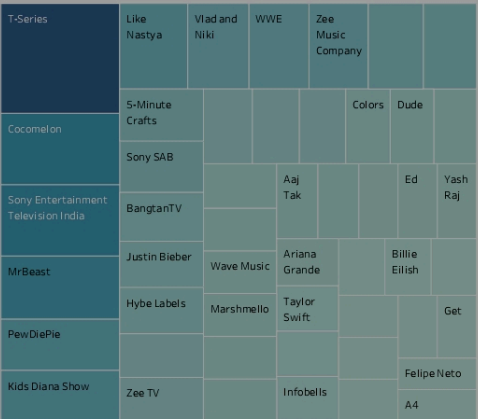 T-Series
Cocomelon
Sony Entertainment
Television India
MrBeast
PewDiePie
Kids Diana Show
Like
Nastya
Vlad and
Niki
WWE
Zee
Music
Company
5-Minute
Crafts
Sony SAB
BangtanTV
Justin Bieber
Hybe Labels
Zee TV
Colors
Dude
Aaj
Tak
Ed
Yash
Raj
Wave Music
Marshmello
Ariana
Grande
Billie
Eilish
Taylor
Swift
Get
Infobells
Felipe Neto
A4